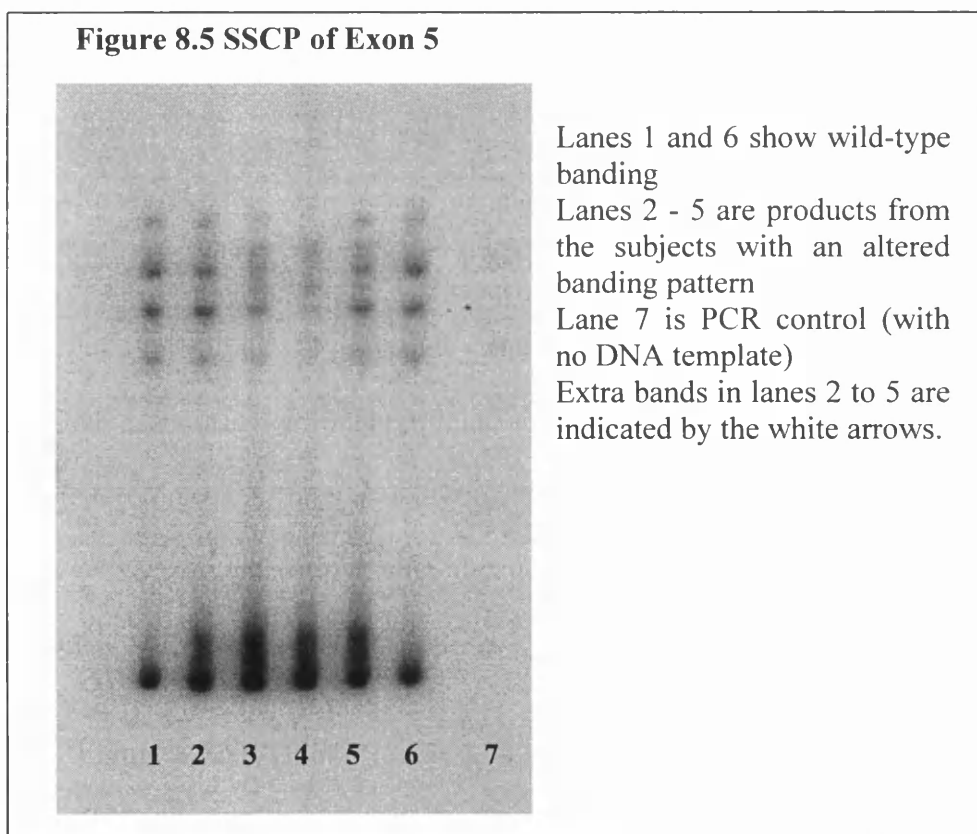 Figure 8.5 SSCP of Exon 5
Lanes 1 and 6 show wild-type
banding
Lanes 2 - 5 are products from
the subjects with an altered
banding pattern
Lane 7 is PCR control (with
no DNA template)
Extra bands in lanes 2 to 5 are
indicated by the white arrows.
1 2 3 4 5 6 7